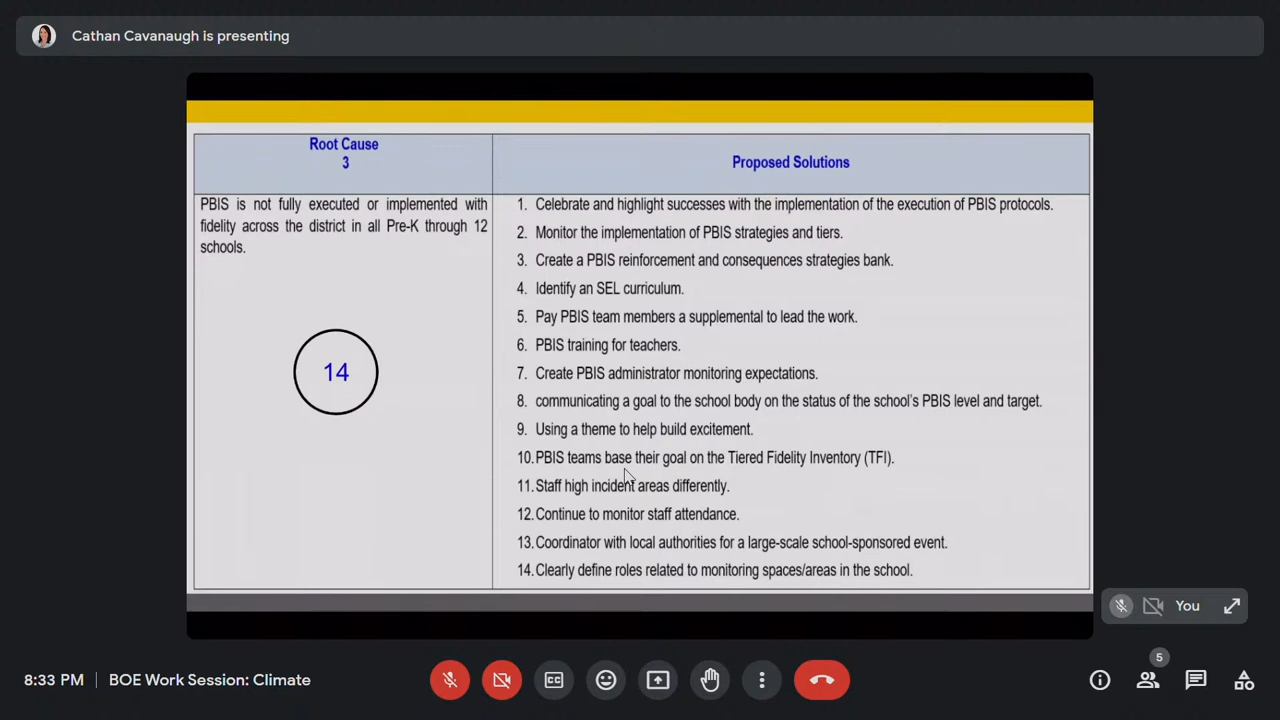 Cathan Cavanaugh is presenting
Root Cause
3
Proposed Solutions
PBIS is not fully executed or implemented with
fidelity across the district in all Pre-K through 12
schools.
14
1. Celebrate and highlight successes with the implementation of the execution of PBIS protocols.
2. Monitor the implementation of PBIS strategies and tiers.
3. Create a PBIS reinforcement and consequences strategies bank.
4. Identify an SEL curriculum.
5. Pay PBIS team members a supplemental to lead the work.
6. PBIS training for teachers.
7. Create PBIS administrator monitoring expectations.
8. communicating a goal to the school body on the status of the school's PBIS level and target.
9. Using a theme to help build excitement.
10. PBIS teams base their goal on the Tiered Fidelity Inventory (TFI).
11. Staff high incident areas differently.
12. Continue to monitor staff attendance.
13. Coordinator with local authorities for a large-scale school-sponsored event.
14. Clearly define roles related to monitoring spaces/areas in the school.
You
8:33 PM | BOE Work Session: Climate
5